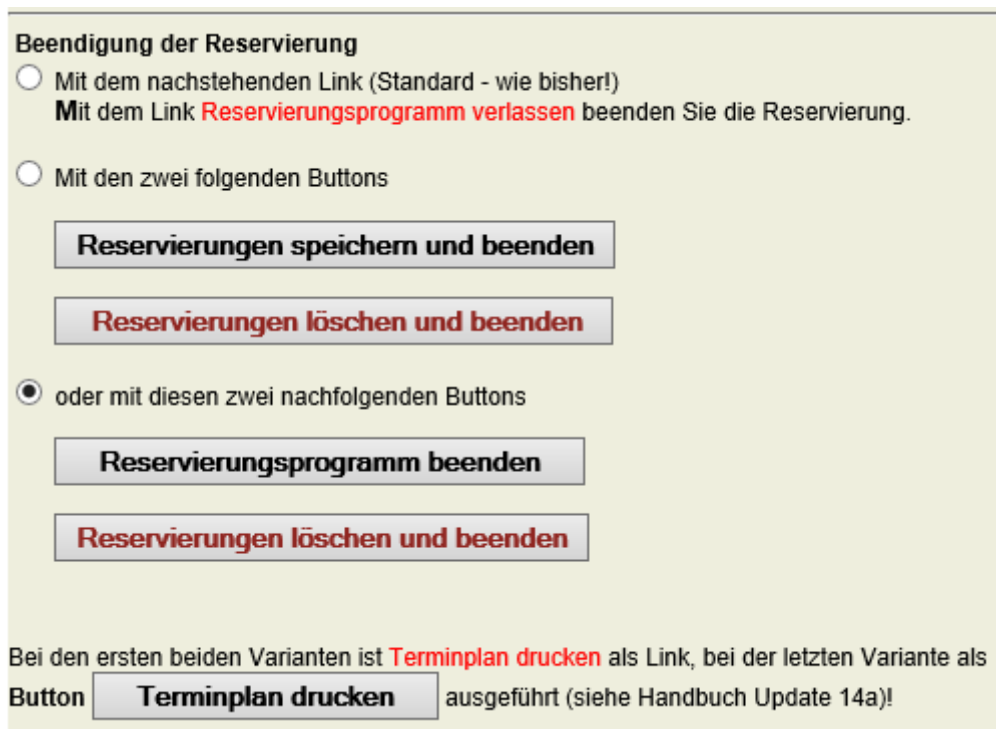 Beendigung der Reservierung
Mit dem nachstehenden Link (Standard - wie bisher!)
Mit dem Link Reservierungsprogramm verlassen beenden Sie die Reservierung.
Mit den zwei folgenden Buttons
Reservierungen speichern und beenden
Reservierungen löschen und beenden
oder mit diesen zwei nachfolgenden Buttons
Reservierungsprogramm beenden
Reservierungen löschen und beenden
Bei den ersten beiden Varianten ist Terminplan drucken als Link, bei der letzten Variante als
Button Terminplan drucken ausgeführt (siehe Handbuch Update 14a)!